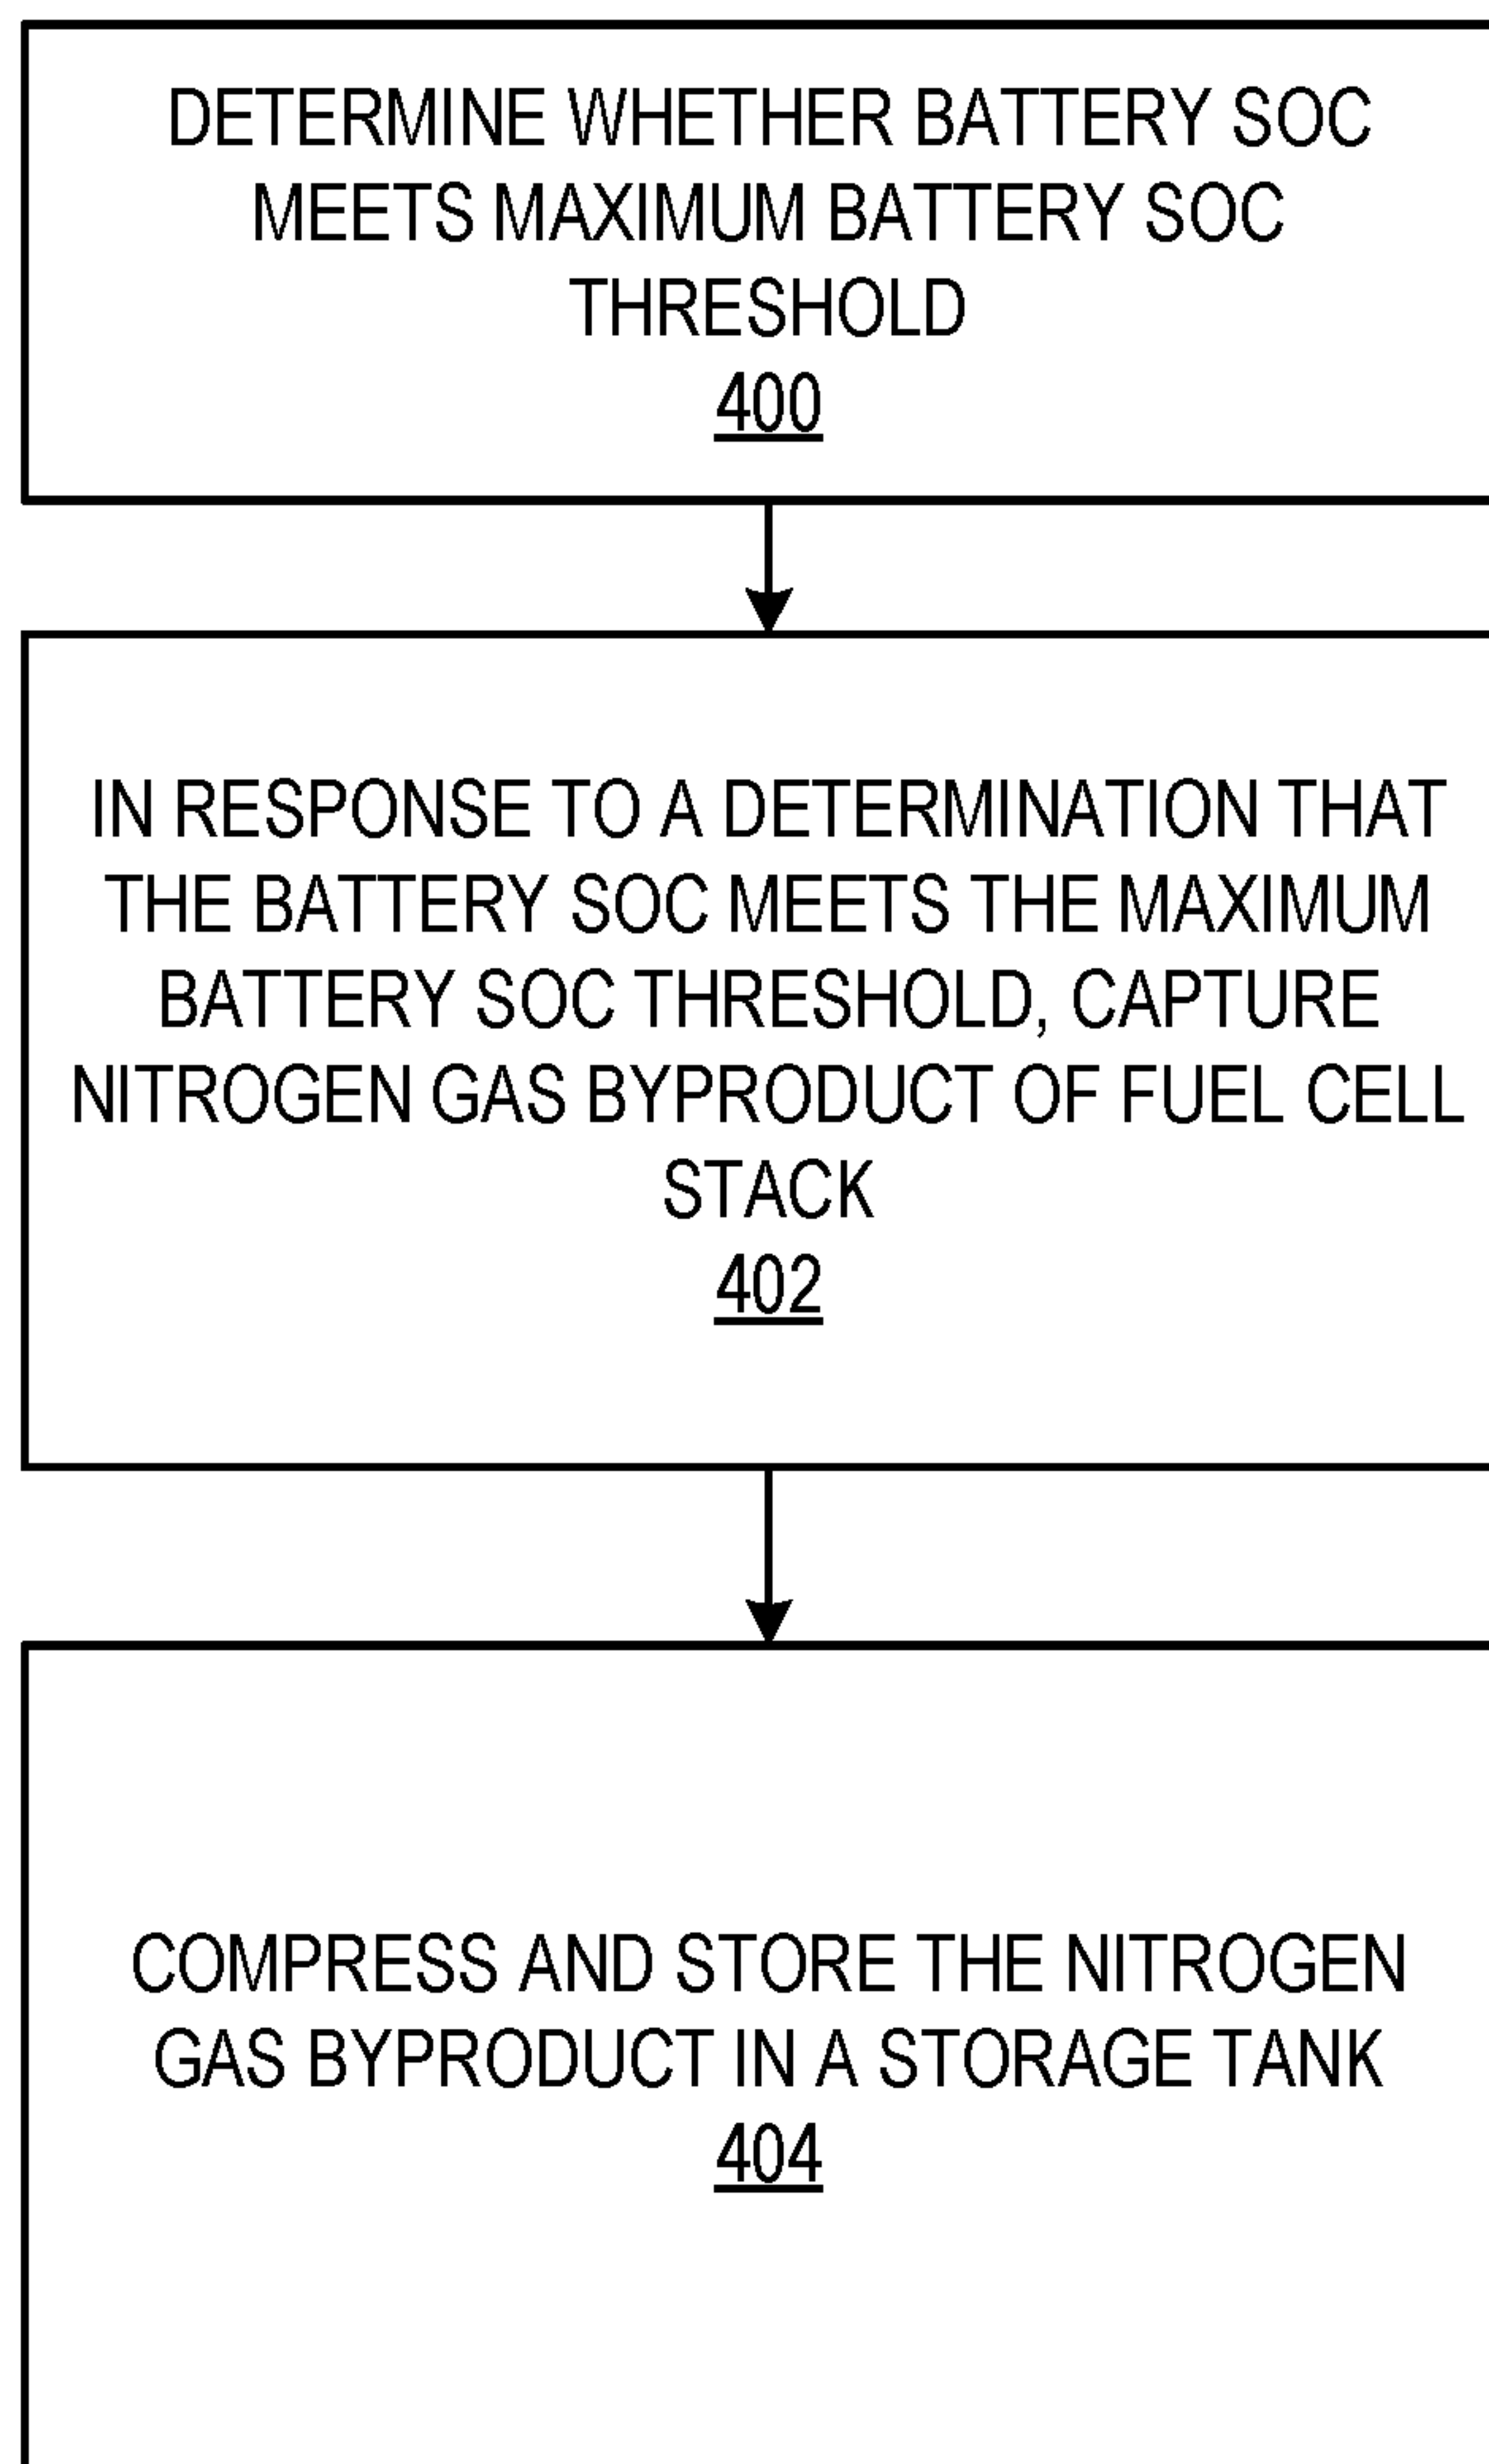 DETERMINE WHETHER BATTERY SOC
MEETS MAXIMUM BATTERY SOC
THRESHOLD
400
IN RESPONSE TO A DETERMINATION THAT
THE BATTERY SOC MEETS THE MAXIMUM
BATTERY SOC THRESHOLD, CAPTURE
NITROGEN GAS BYPRODUCT OF FUEL CELL
STACK
402
COMPRESS AND STORE THE NITROGEN
GAS BYPRODUCT IN A STORAGE TANK
404